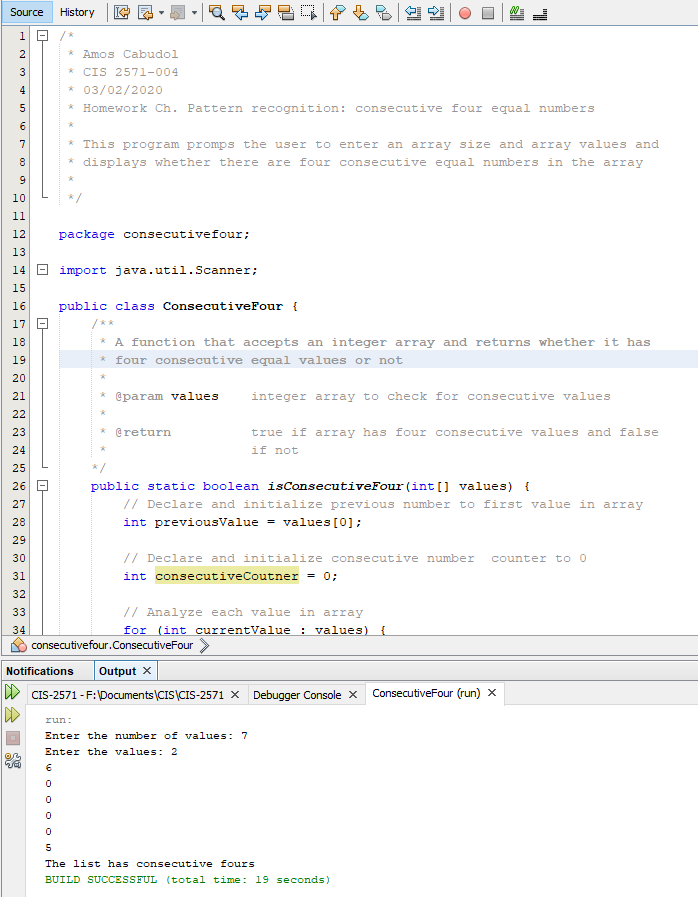 Source History
1 /*
2 * Amos Cabudol
3 * CIS 2571-004
4 * 03/02/2020
5 * Homework Ch. Pattern recognition: consecutive four equal numbers
6 *
7 * This program promps the user to enter an array size and array values and
8 * displays whether there are four consecutive equal numbers in the array
9 *
10 */
11
12 package consecutivefour;
13
14 import java.util.Scanner;
15
16 public class ConsecutiveFour {
17 /**
18 * A function that accepts an integer array and returns whether it has
19 * four consecutive equal values or not
20 *
21 * @param values integer array to check for consecutive values
22 *
23 * @return true if array has four consecutive values and false
24 * if not
25 */
26 public static boolean isConsecutiveFour(int[] values) {
27 // Declare and initialize previous number to first value in array
28 int previousValue = values[0];
29
30 // Declare and initialize consecutive number  counter to 0
31 int consecutiveCoutner = 0;
32
33 // Analyze each value in array
34 for (int currentValue : values) {
consecutivefour.ConsecutiveFour
Notifications Output
CIS-2571 - F:\Documents\CIS\CIS-2571 Debugger Console ConsecutiveFour (run)
run:
Enter the number of values: 7
Enter the values: 2
6
0
0
0
0
5
The list has consecutive fours
BUILD SUCCESSFUL (total time: 19 seconds)